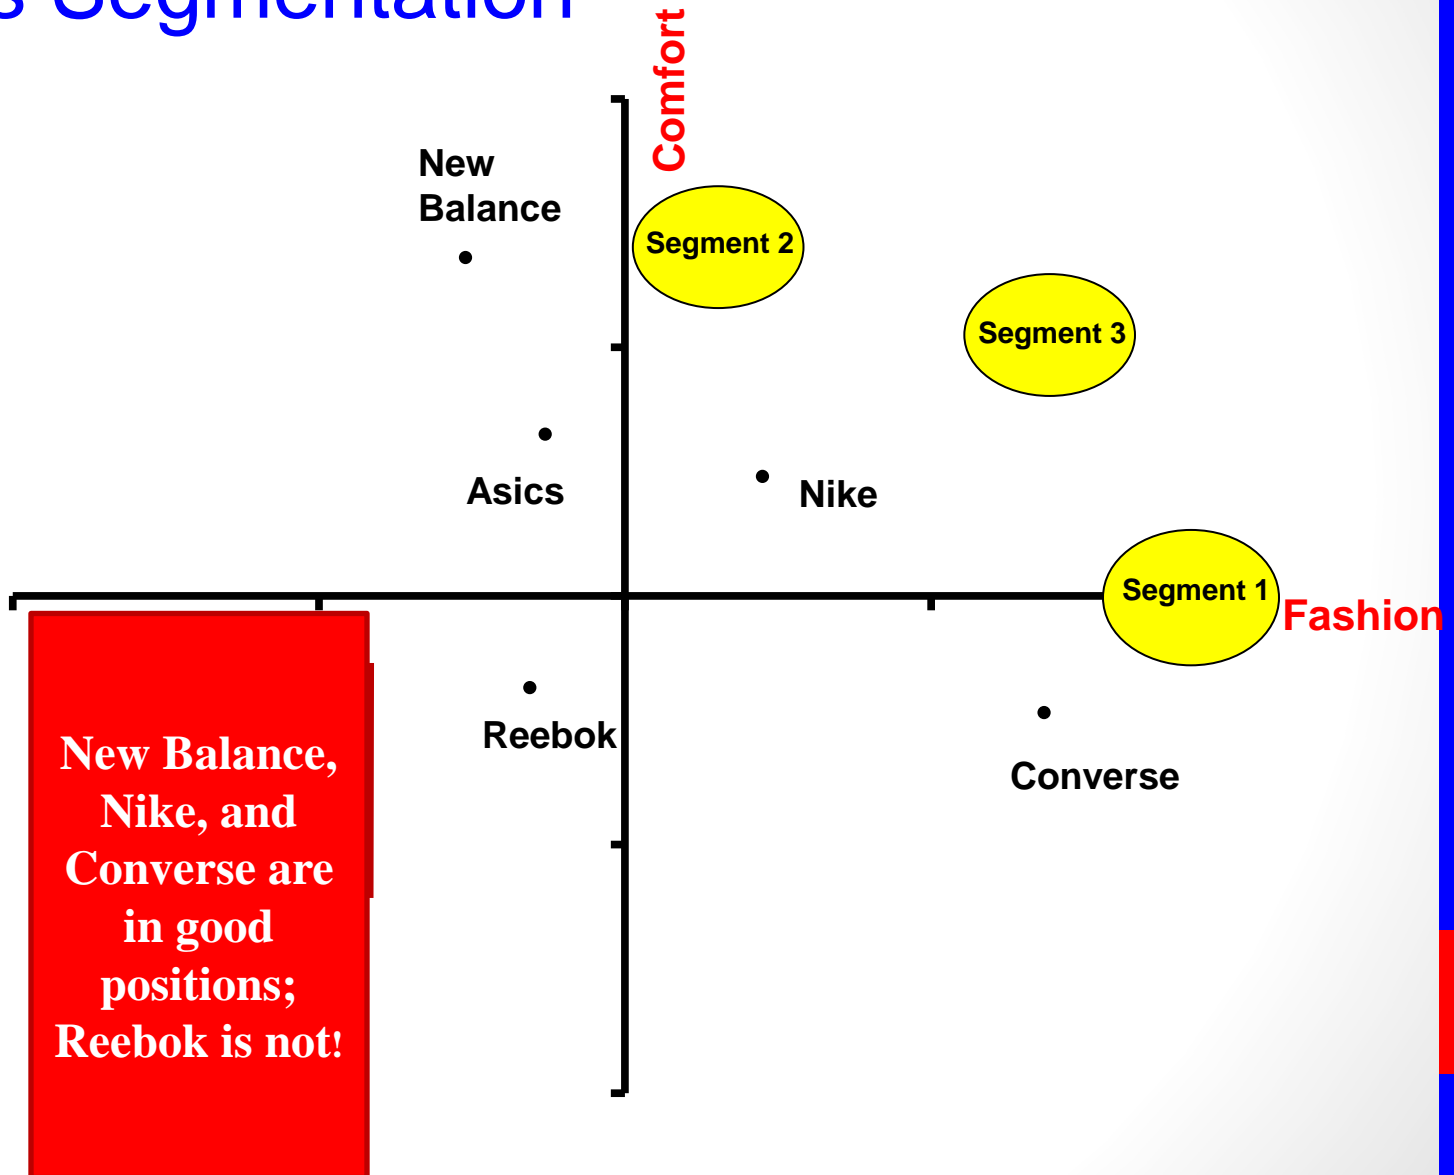 s Segmentation
Comfort
New
Balance
Segment 2
Segment 3
Asics
Nike
Segment 1
Fashion
Reebok
Converse
New Balance,
Nike, and
Converse are
in good
positions;
Reebok is not!